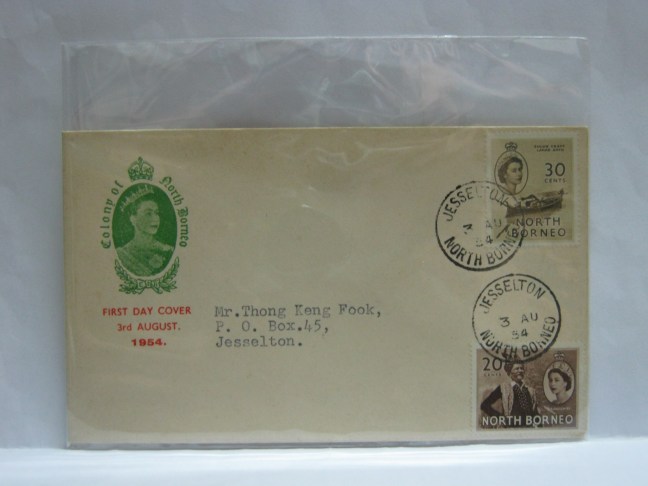 Colony of North Borneo
FIRST DAY COVER
3rd AUGUST.
1954.
Mr.Thong Keng Fook,
P. O. Box.45,
Jesselton.
30
CENTS
NORTH
BORNEO
JESSELTON
AU
54
NORTH BORNEO
JESSELTON
3 AU
54
NORTH BORNEO
20
CENTS
NORTH BORNEO